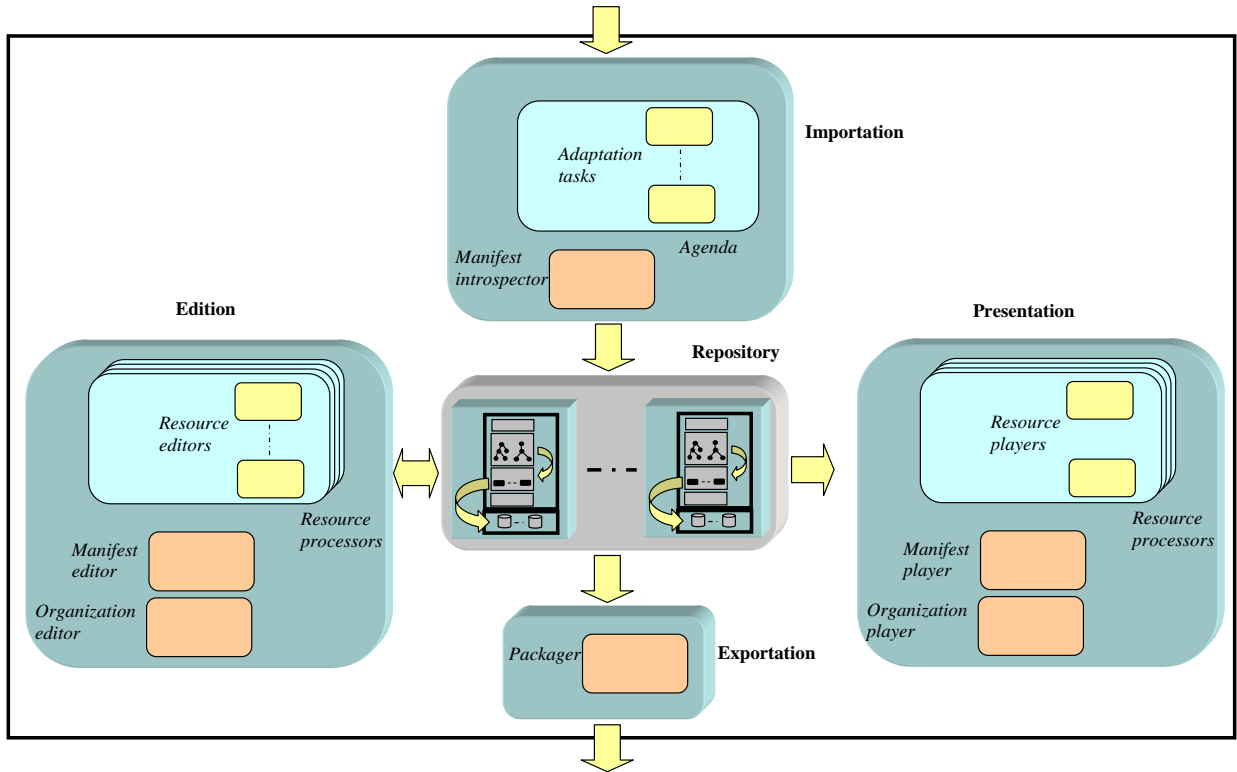 Importation
Adaptation
tasks
Agenda
Manifest
introspector
Edition
Presentation
Repository
Resource
editors
Resource
processors
Manifest
editor
Organization
editor
Resource
players
Resource
processors
Manifest
player
Organization
player
Packager
Exportation